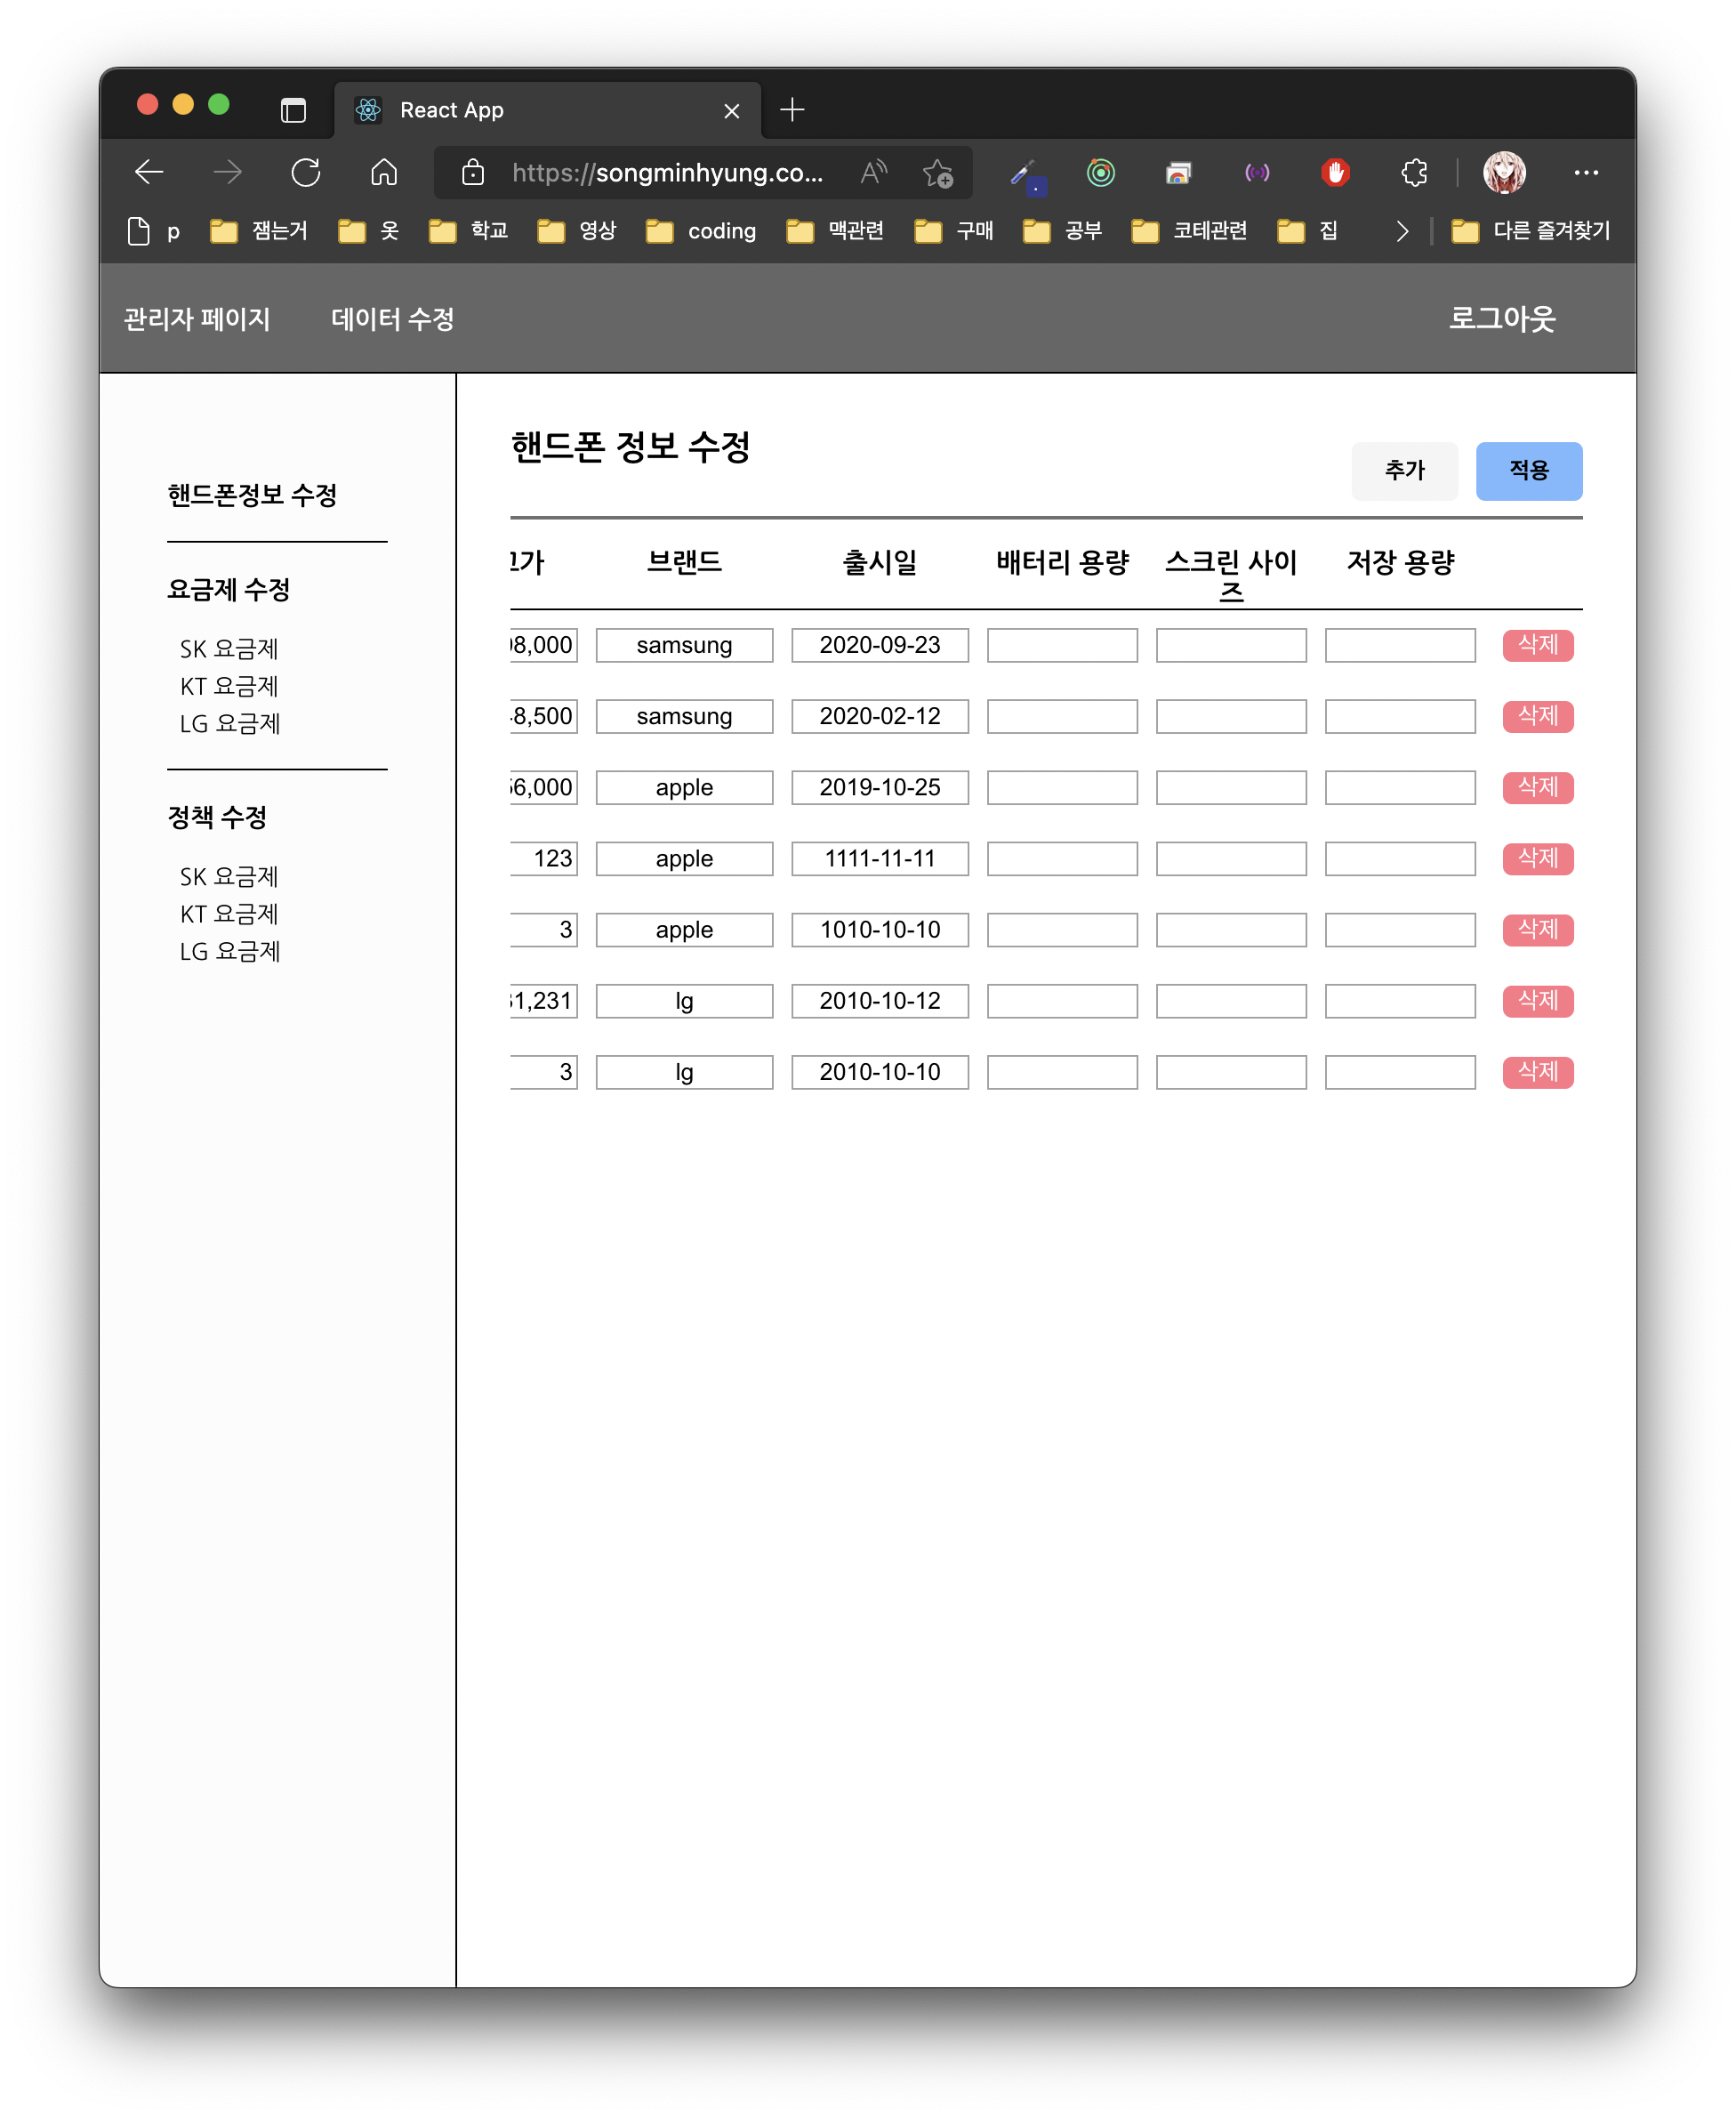 React App
https://songminhyung.co...
p 잼는거 옷 학교 영상 coding 맥관련 구매 공부 코테관련 집 다른 즐겨찾기
관리자 페이지 데이터 수정 로그아웃
핸드폰정보 수정
요금제 수정
SK 요금제
KT 요금제
LG 요금제
정책 수정
SK 요금제
KT 요금제
LG 요금제
핸드폰 정보 수정
추가 적용
브랜드 출시일 배터리 용량 스크린 사이즈 저장 용량
8,000 samsung 2020-09-23 삭제
8,500 samsung 2020-02-12 삭제
6,000 apple 2019-10-25 삭제
123 apple 1111-11-11 삭제
3 apple 1010-10-10 삭제
1,231 lg 2010-10-12 삭제
3 lg 2010-10-10 삭제